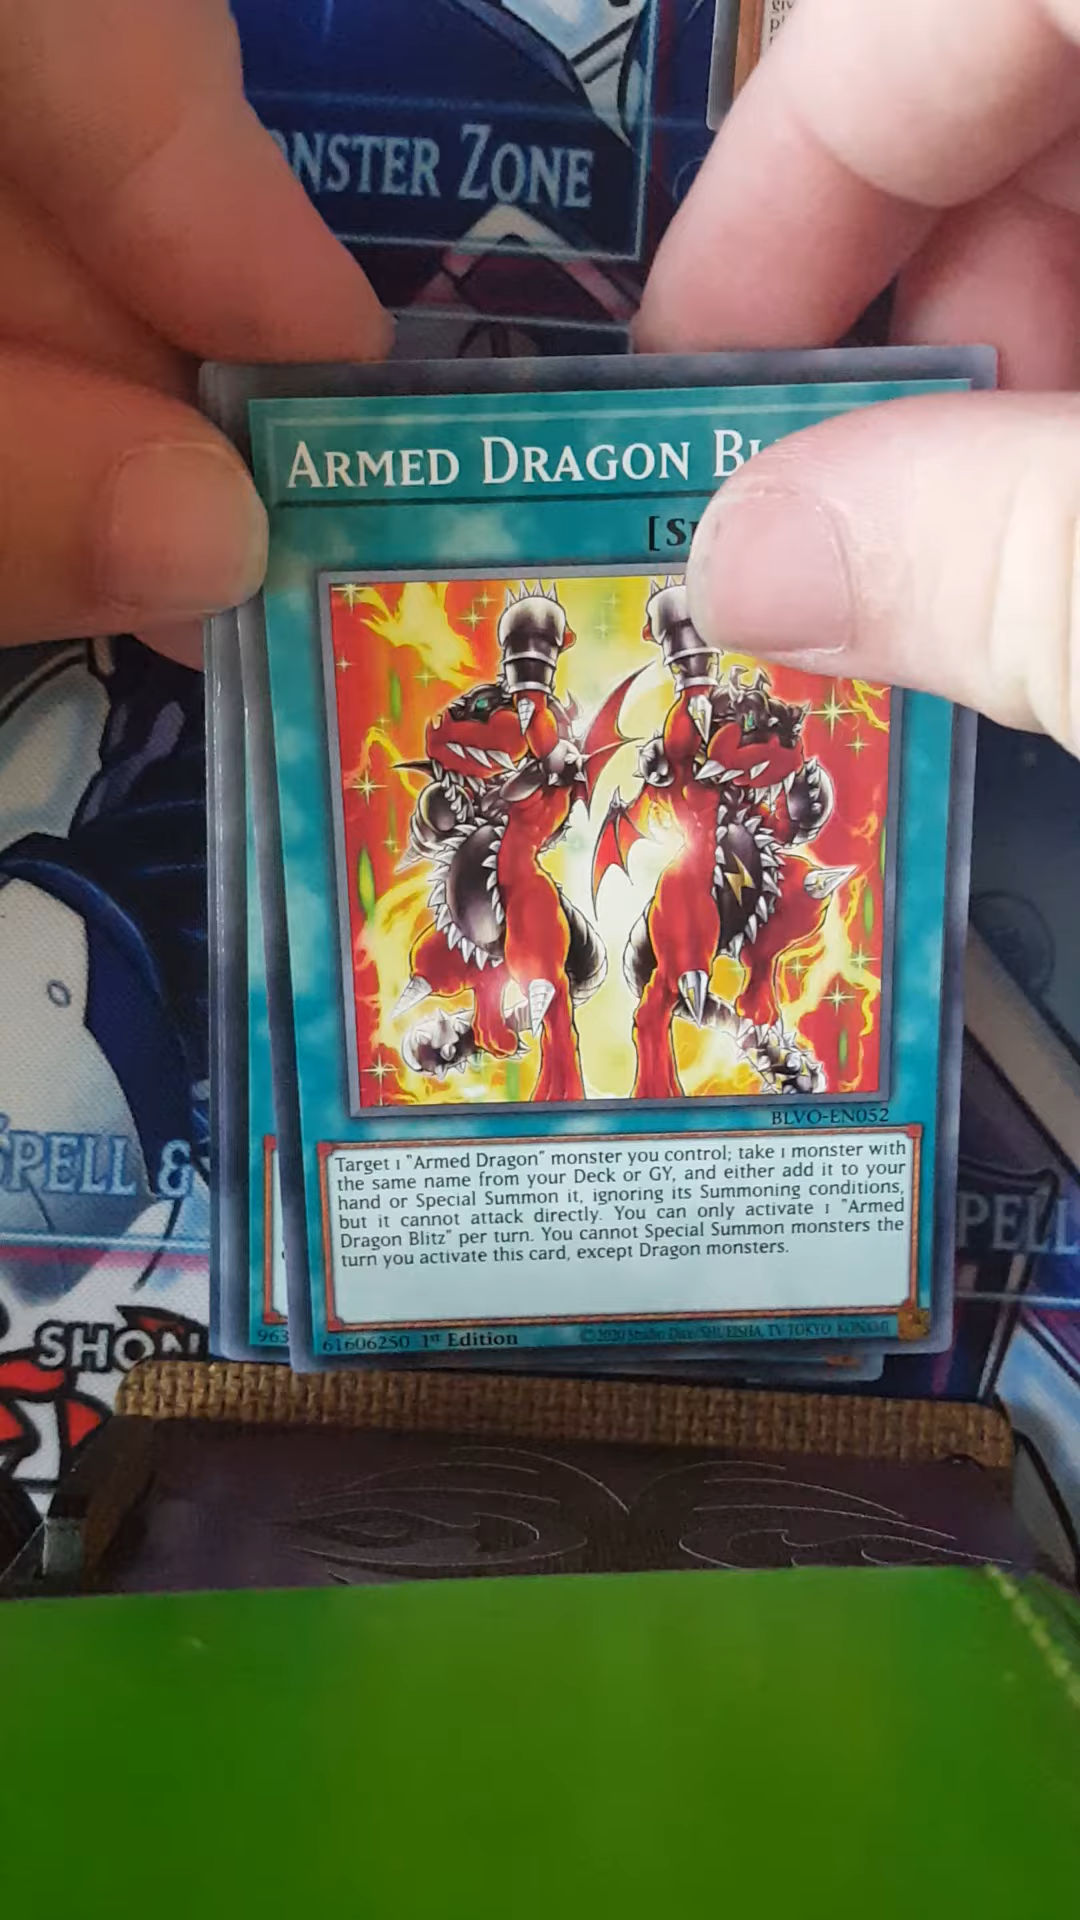 giv
NSTER ZONE
ARMED DRAGON BL
[SP
BLVO-EN052
Target 1 "Armed Dragon" monster you control; take 1 monster with
the same name from your Deck or GY, and either add it to your
hand or Special Summon it, ignoring its Summoning conditions,
but it cannot attack directly. You can only activate 1 "Armed
Dragon Blitz" per turn. You cannot Special Summon monsters the
turn you activate this card, except Dragon monsters.
SPELL &
PELL
963
61606250 1st Edition
©2020 Studio Dice/SHUEISHA, TV TOKYO, KONAMI
SHON